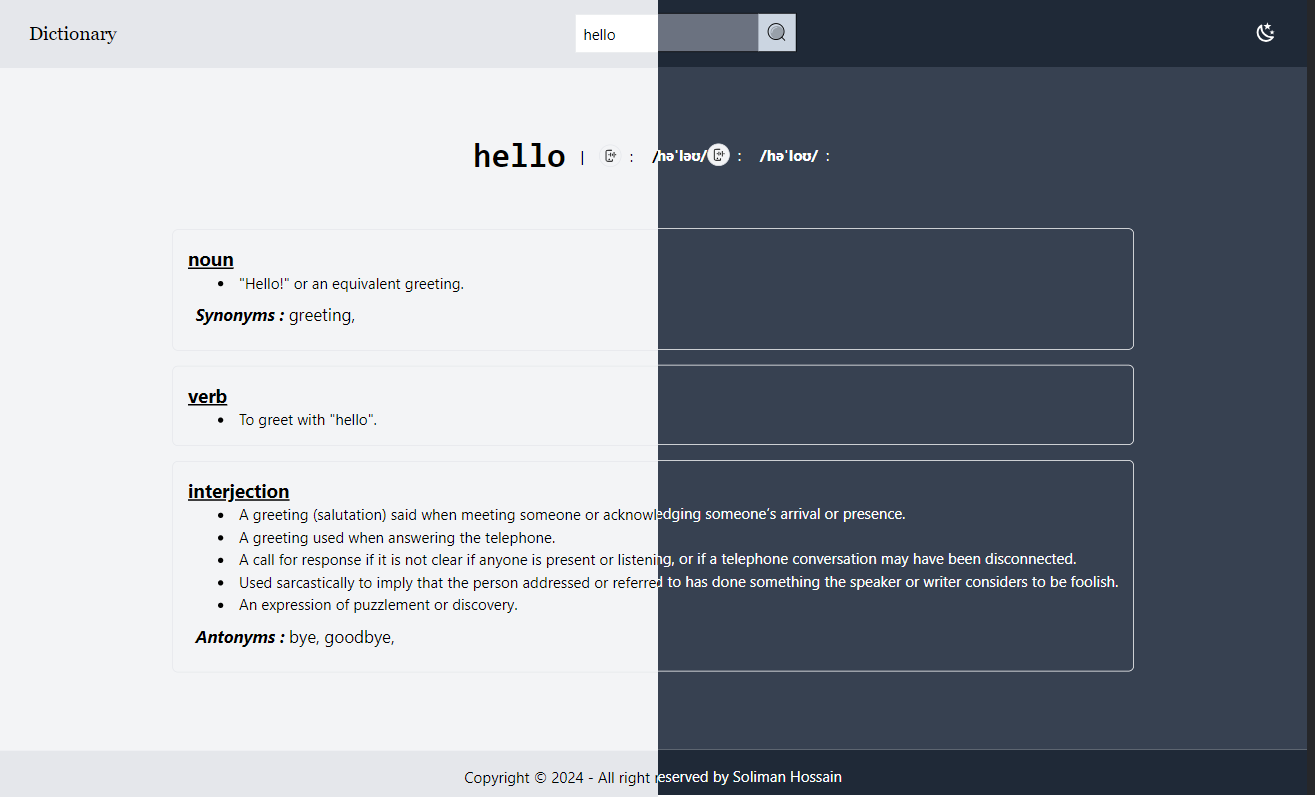 Dictionary
hello
hello | : /həˈləʊ/ : /həˈloʊ/ :
noun
• "Hello!" or an equivalent greeting.
Synonyms : greeting,
verb
• To greet with "hello".
interjection
• A greeting (salutation) said when meeting someone or acknowledging someone’s arrival or presence.
• A greeting used when answering the telephone.
• A call for response if it is not clear if anyone is present or listening, or if a telephone conversation may have been disconnected.
• Used sarcastically to imply that the person addressed or referred to has done something the speaker or writer considers to be foolish.
• An expression of puzzlement or discovery.
Antonyms : bye, goodbye,
Copyright © 2024 - All right reserved by Soliman Hossain